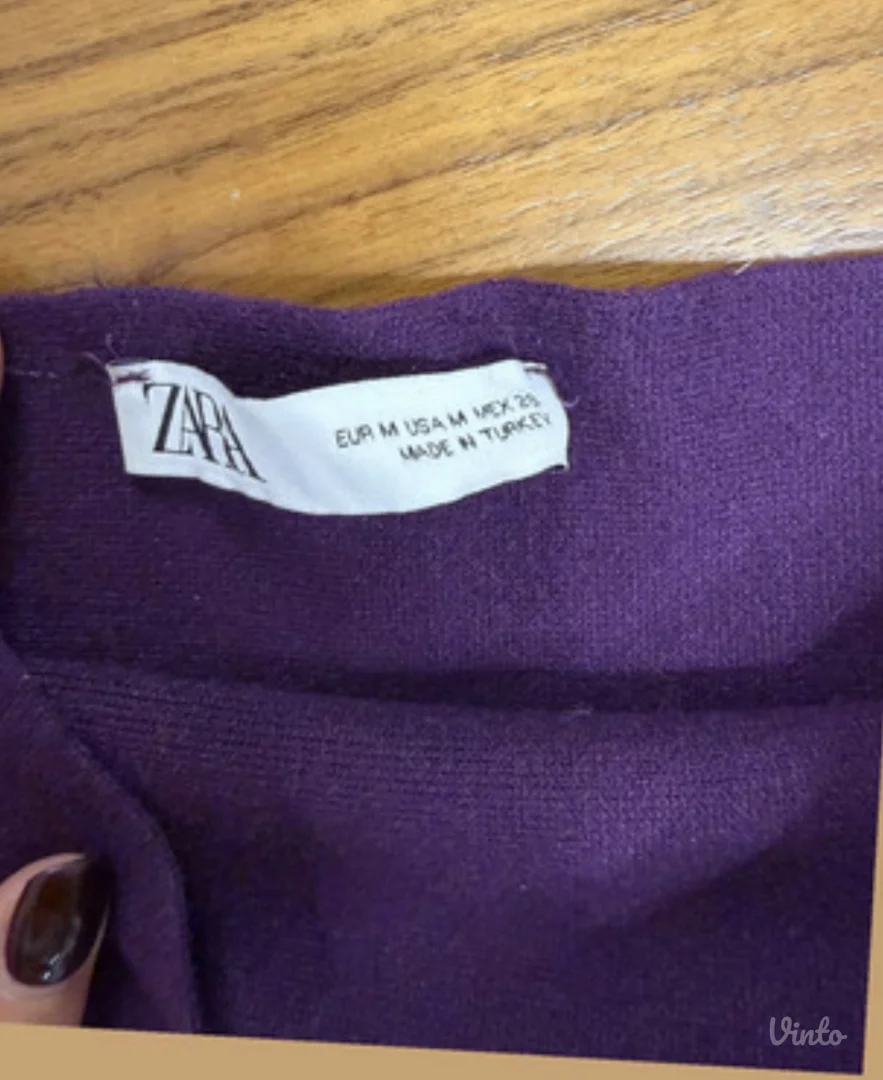 ZARA
EUR M USA M MEX 28
MADE IN TURKEY
Vinto